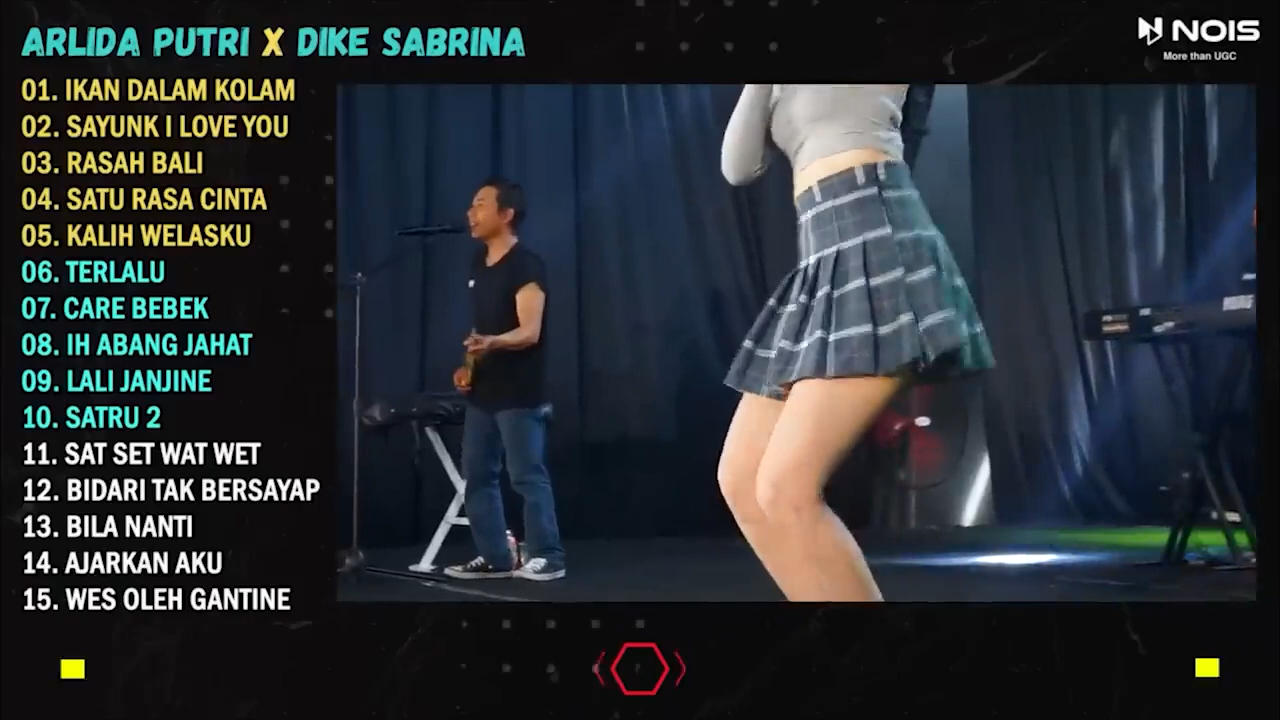 ARLIDA PUTRI X DIKE SABRINA
NOIS
More than UGC
01. IKAN DALAM KOLAM
02. SAYUNK I LOVE YOU
03. RASAH BALI
04. SATU RASA CINTA
05. KALIH WELASKU
06. TERLALU
07. CARE BEBEK
08. IH ABANG JAHAT
09. LALI JANJINE
10. SATRU 2
11. SAT SET WAT WET
12. BIDARI TAK BERSAYAP
13. BILA NANTI
14. AJARKAN AKU
15. WES OLEH GANTINE